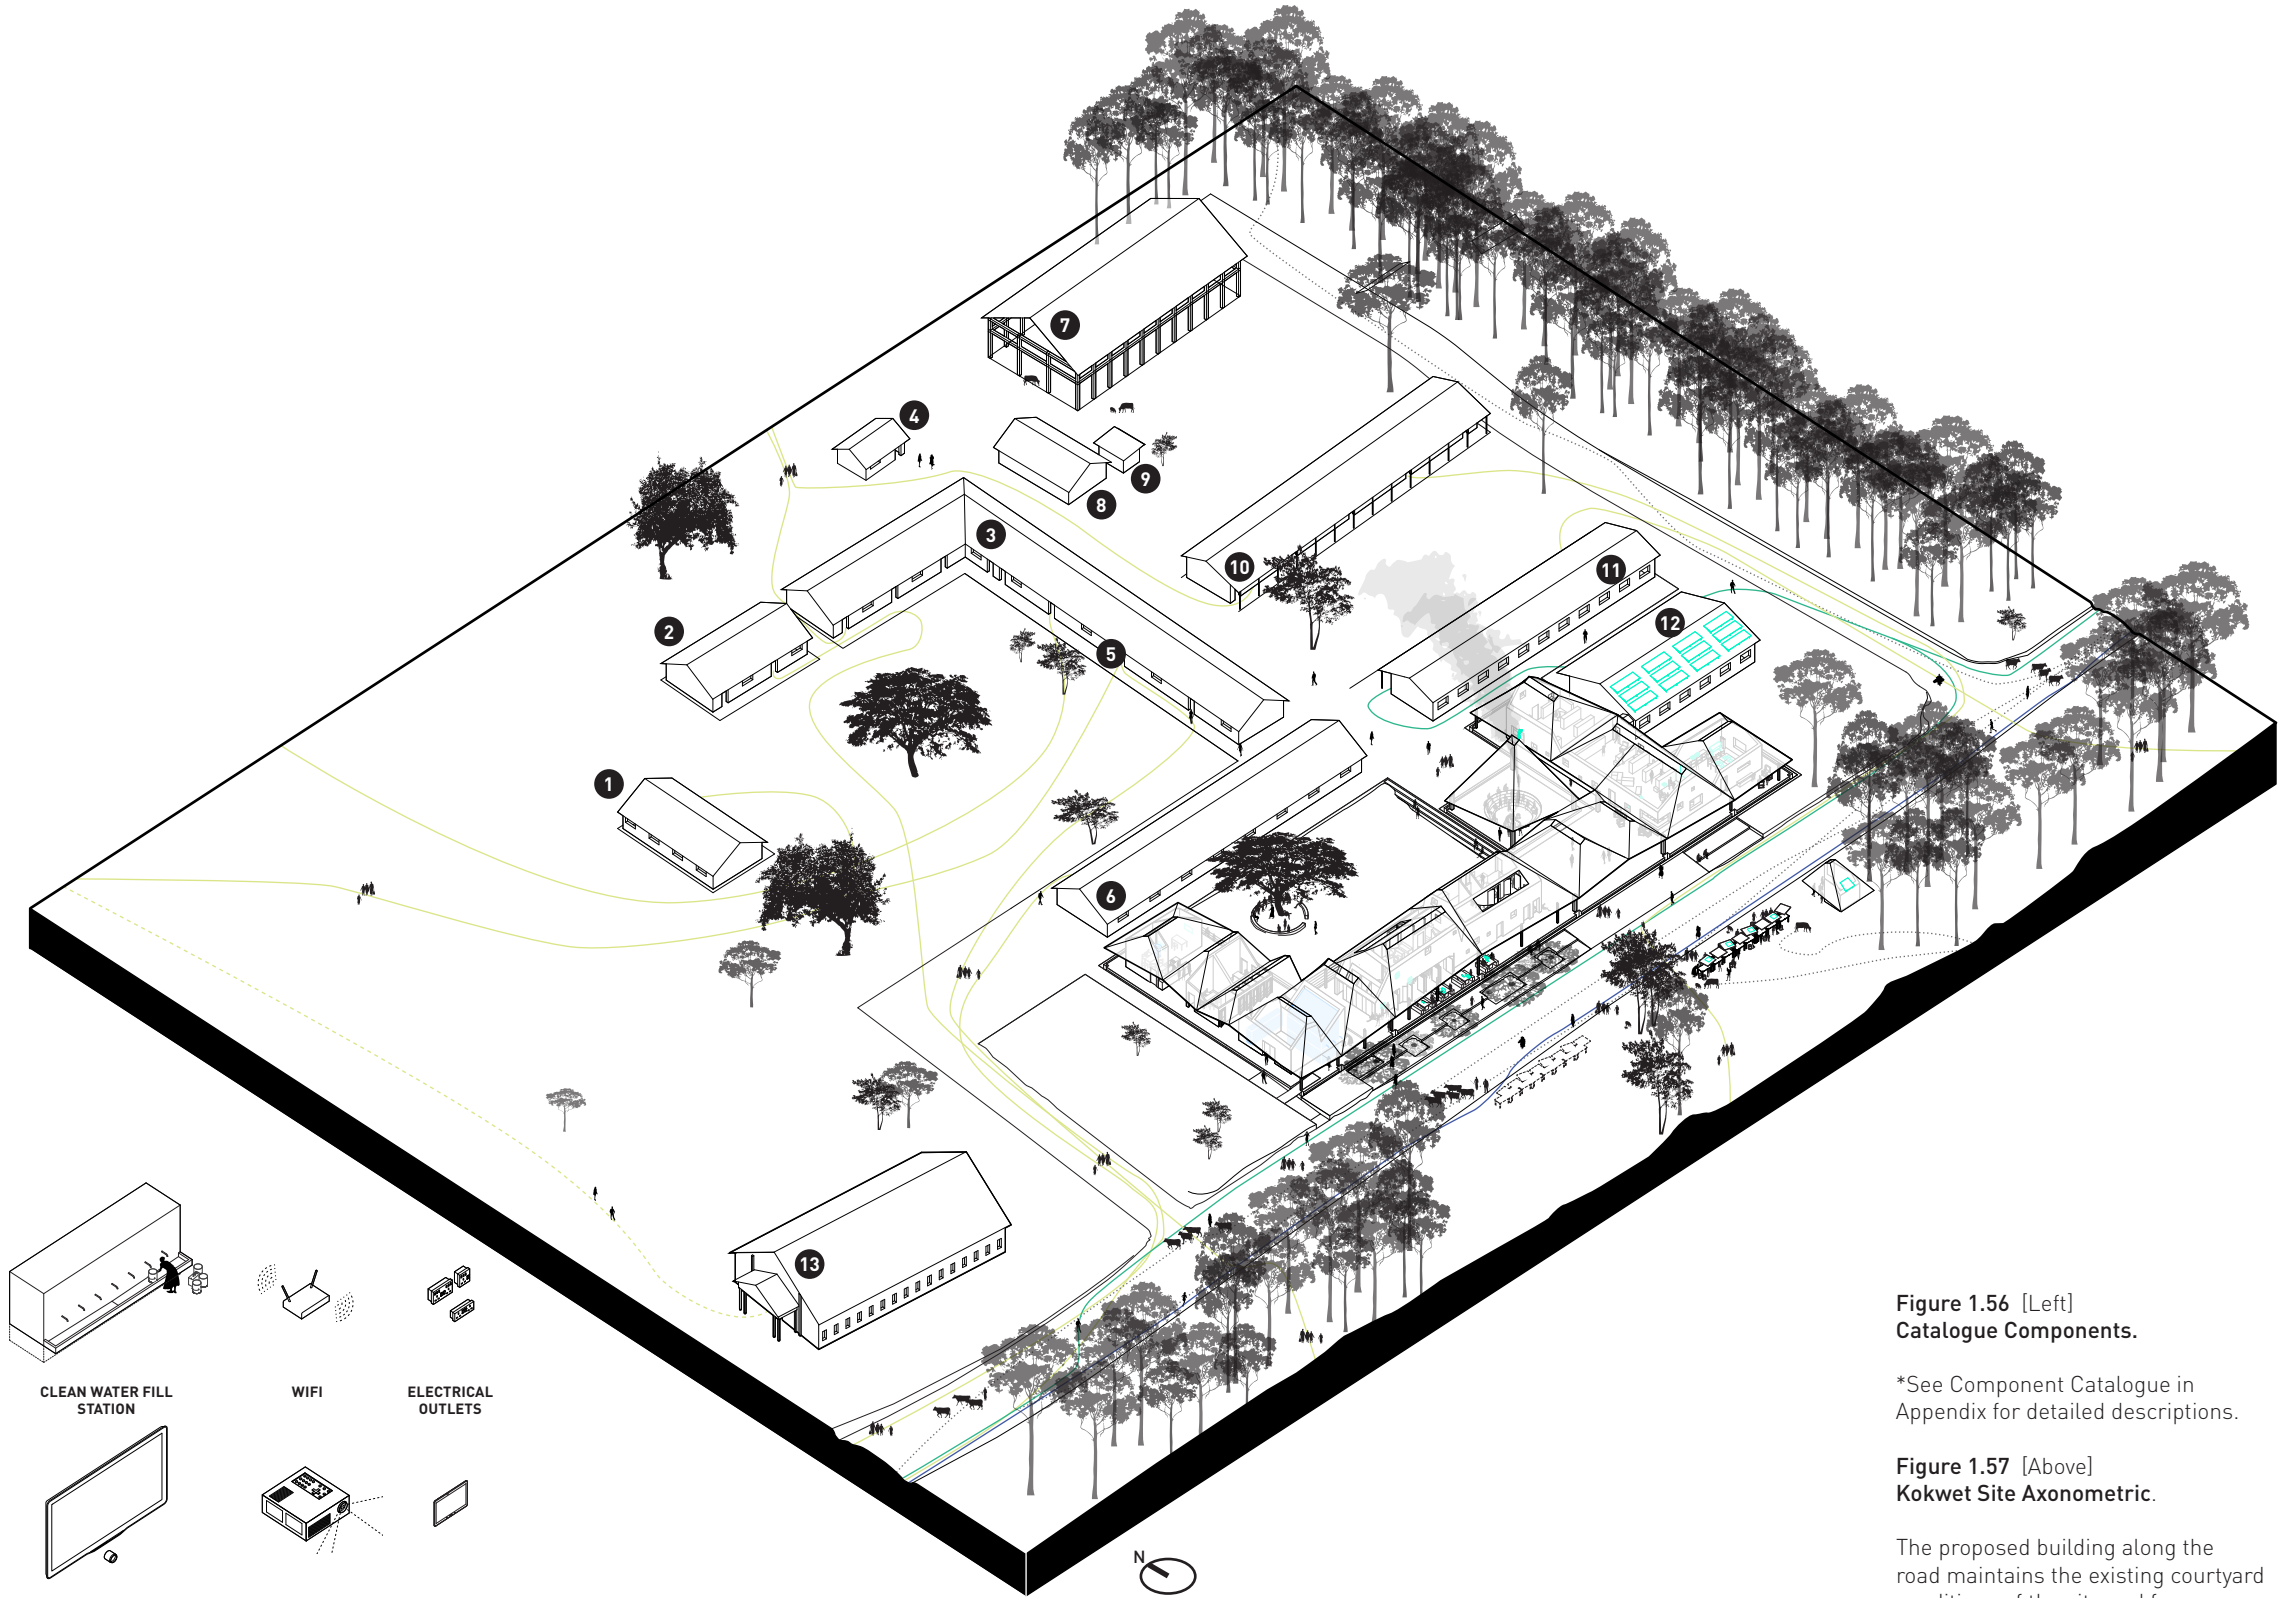 7
4
9
8
3
10
11
2
12
5
1
6
13
CLEAN WATER FILL
STATION
WIFI
ELECTRICAL
OUTLETS
N
Figure 1.56 [Left]
Catalogue Components.
*See Component Catalogue in
Appendix for detailed descriptions.
Figure 1.57 [Above]
Kokwet Site Axonometric.
The proposed building along the
road maintains the existing courtyard